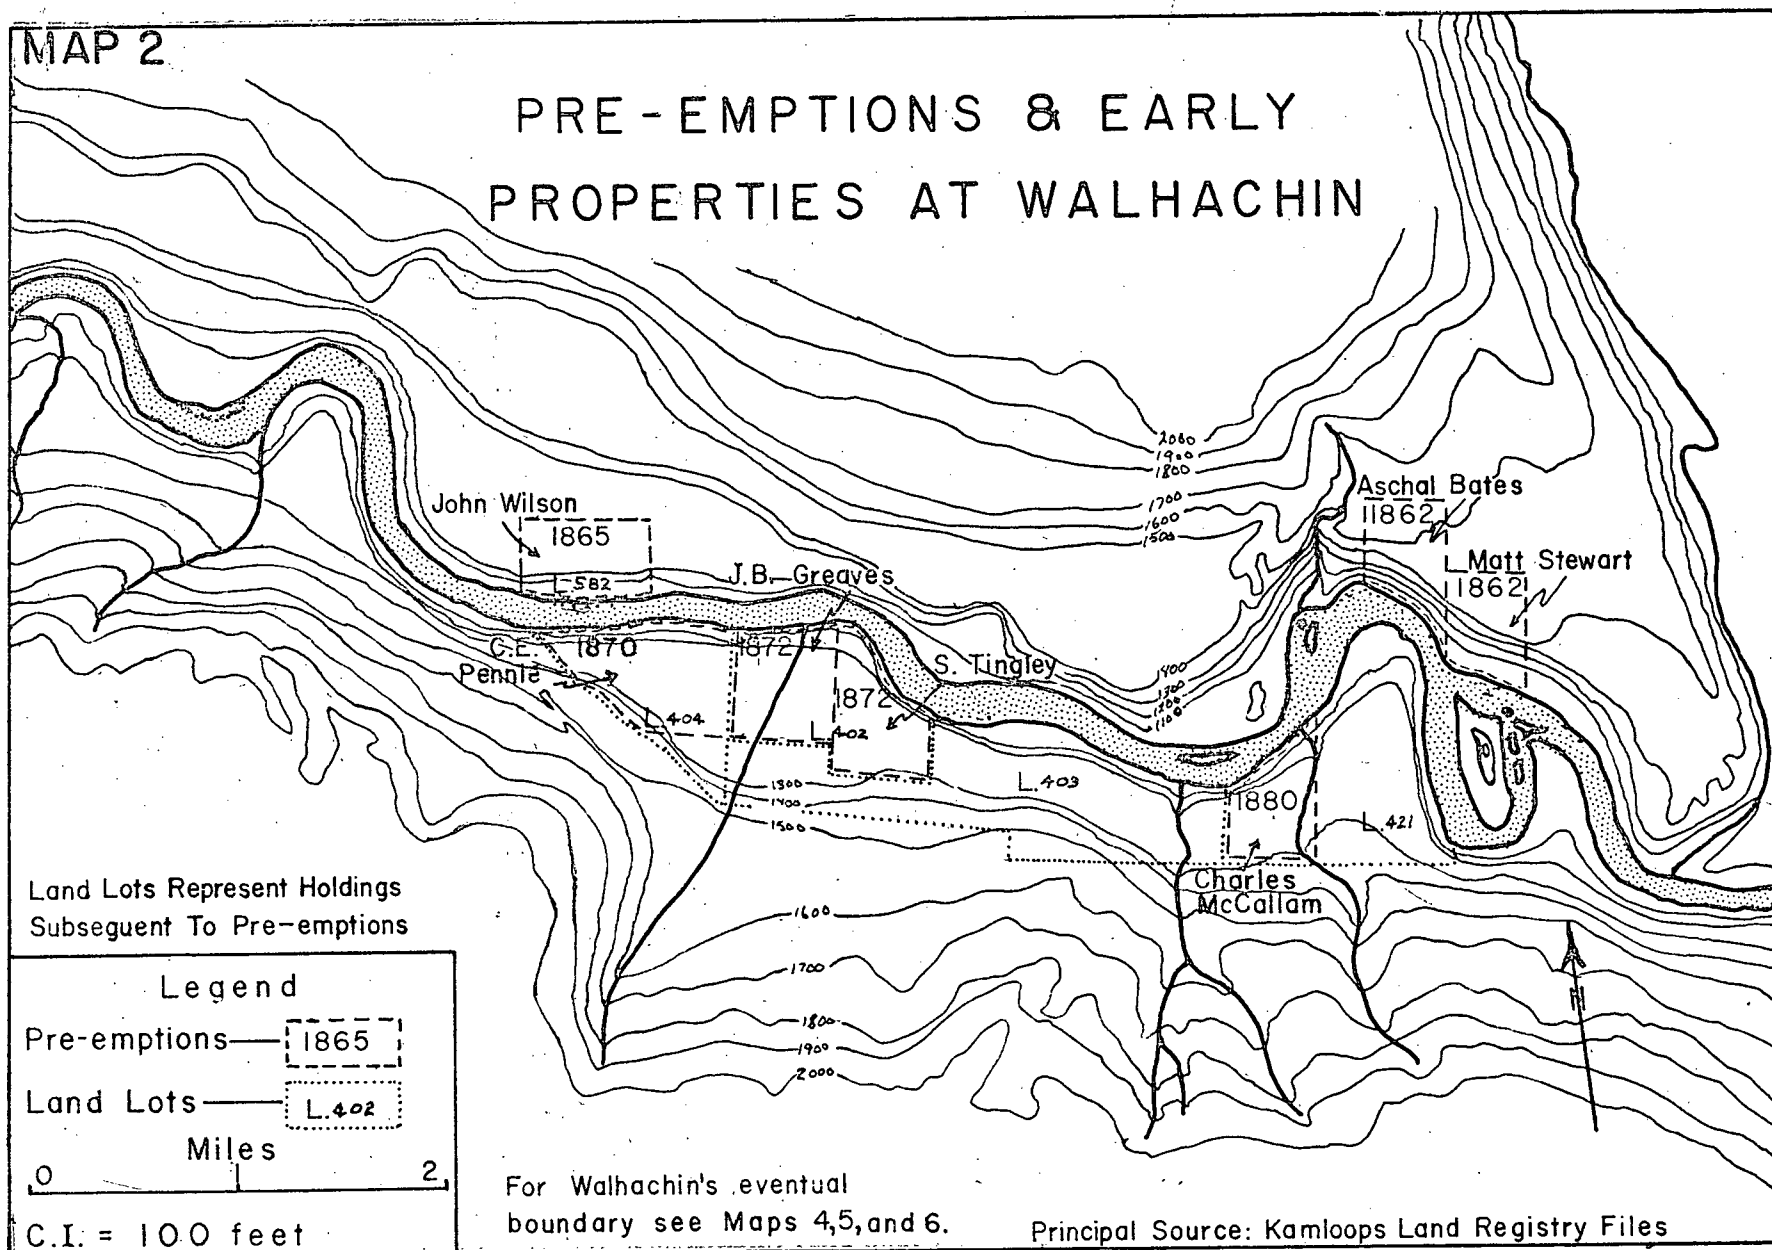 MAP 2
PRE-EMPTIONS & EARLY
PROPERTIES AT WALHACHIN
2000
1900
1800
1700
1600
1500
Aschal Bates
1862
Matt Stewart
1862
John Wilson
1865
L 582
J.B. Greaves
C.E. 1870
Pennie
1872
S. Tingley
1872
L.404
L.402
1400
1300
1200
1100
L.403
1880
L.421
Charles
McCallam
1300
1400
1500
1600
1700
1800
1900
2000
N
Land Lots Represent Holdings
Subseguent To Pre-emptions
Legend
Pre-emptions 1865
Land Lots L.402
Miles
0 2
C.I. = 100 feet
For Walhachin's eventual
boundary see Maps 4,5, and 6.
Principal Source: Kamloops Land Registry Files